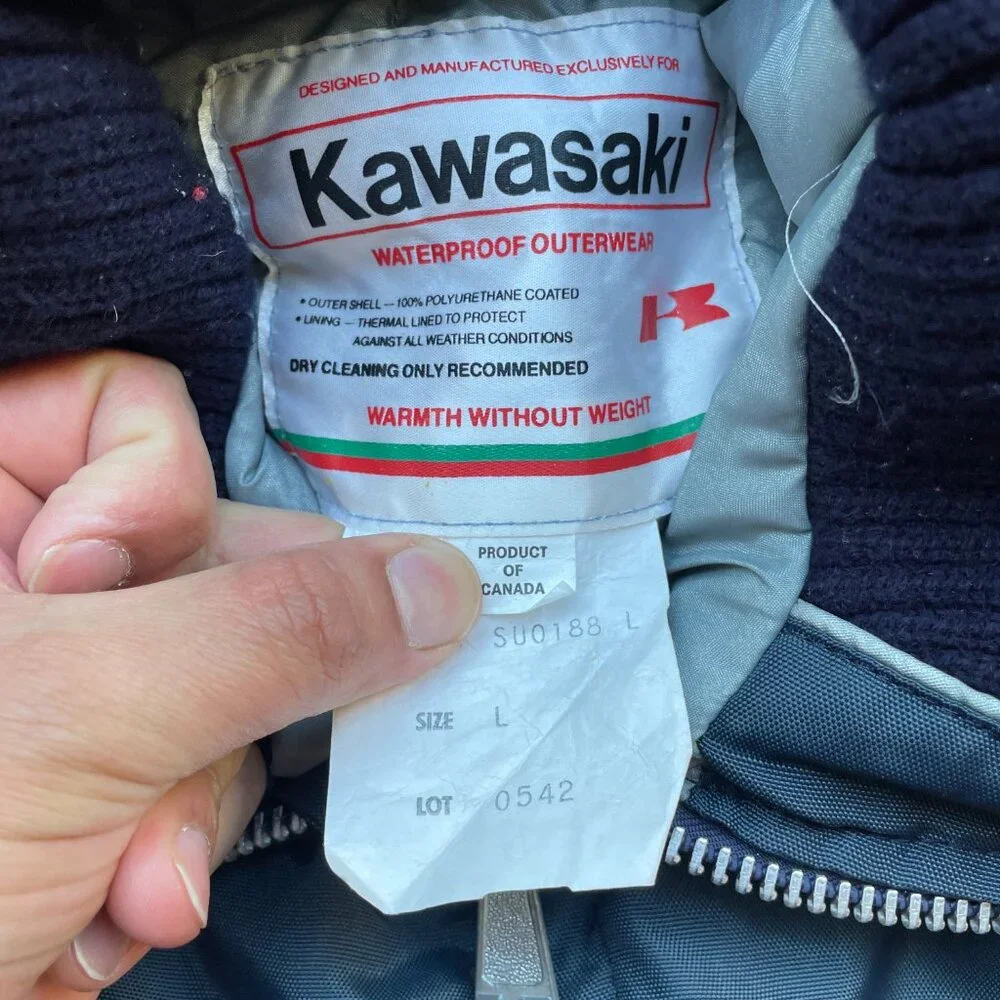 DESIGNED AND MANUFACTURED EXCLUSIVELY FOR
Kawasaki
WATERPROOF OUTERWEAR
• OUTER SHELL — 100% POLYURETHANE COATED
• LINING — THERMAL LINED TO PROTECT
AGAINST ALL WEATHER CONDITIONS
DRY CLEANING ONLY RECOMMENDED
WARMTH WITHOUT WEIGHT
PRODUCT
OF
CANADA
SU0188 L
SIZE L
LOT 0542